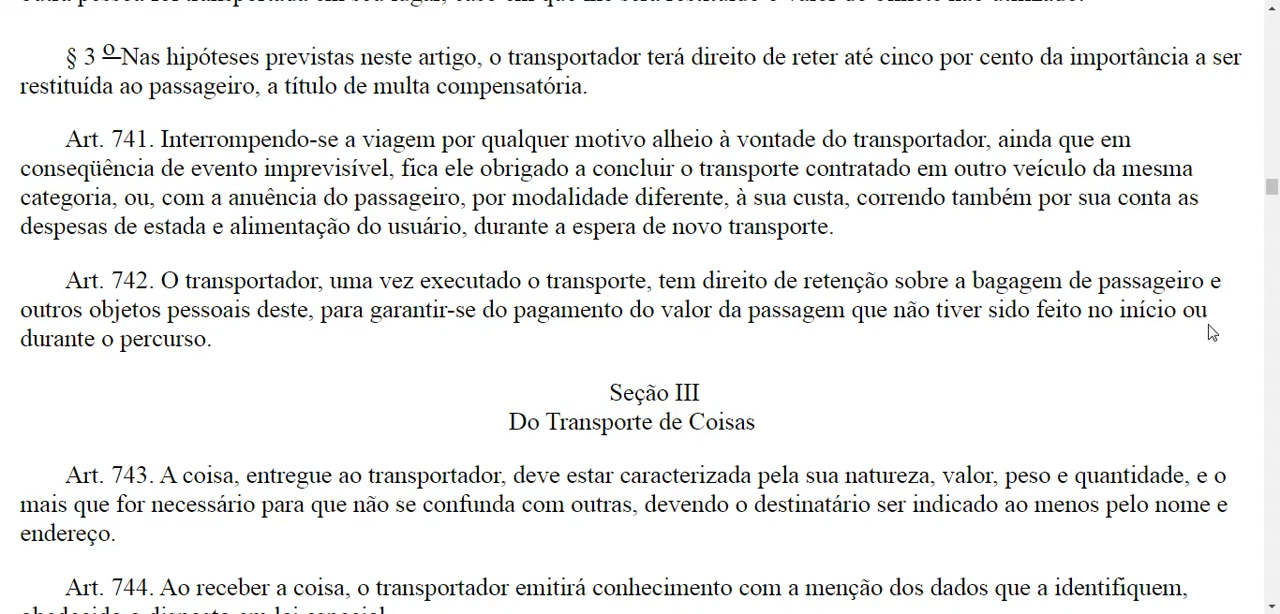 § 3 º Nas hipóteses previstas neste artigo, o transportador terá direito de reter até cinco por cento da importância a ser
restituída ao passageiro, a título de multa compensatória.
Art. 741. Interrompendo-se a viagem por qualquer motivo alheio à vontade do transportador, ainda que em
conseqüência de evento imprevisível, fica ele obrigado a concluir o transporte contratado em outro veículo da mesma
categoria, ou, com a anuência do passageiro, por modalidade diferente, à sua custa, correndo também por sua conta as
despesas de estada e alimentação do usuário, durante a espera de novo transporte.
Art. 742. O transportador, uma vez executado o transporte, tem direito de retenção sobre a bagagem de passageiro e
outros objetos pessoais deste, para garantir-se do pagamento do valor da passagem que não tiver sido feito no início ou
durante o percurso.
Seção III
Do Transporte de Coisas
Art. 743. A coisa, entregue ao transportador, deve estar caracterizada pela sua natureza, valor, peso e quantidade, e o
mais que for necessário para que não se confunda com outras, devendo o destinatário ser indicado ao menos pelo nome e
endereço.
Art. 744. Ao receber a coisa, o transportador emitirá conhecimento com a menção dos dados que a identifiquem,